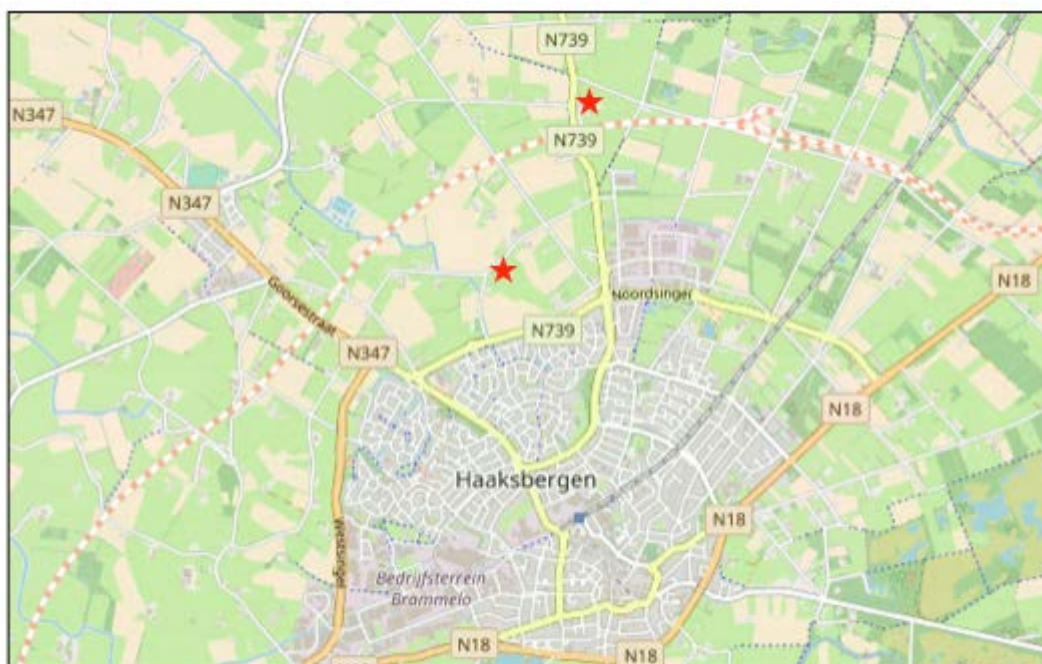 N739
N347
N739
N347
N18
Noordsingel
Goorsestraat
N739
N347
N18
Haaksbergen
N18
Westsingel
Bedrijfsterrein
Brammelo
N18
N18